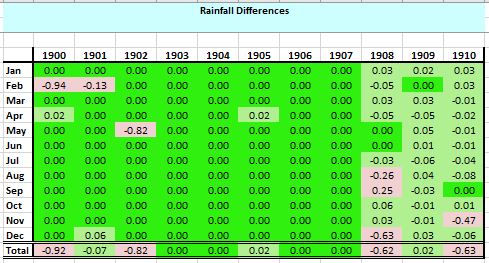 Rainfall Differences
1900 1901 1902 1903 1904 1905 1906 1907 1908 1909 1910
Jan 0.00 0.00 0.00 0.00 0.00 0.00 0.00 0.00 0.03 0.02 0.03
Feb -0.94 -0.13 0.00 0.00 0.00 0.00 0.00 0.00 -0.05 0.00 0.03
Mar 0.00 0.00 0.00 0.00 0.00 0.00 0.00 0.00 0.03 0.03 -0.01
Apr 0.02 0.00 0.00 0.00 0.00 0.02 0.00 0.00 -0.05 -0.05 -0.02
May 0.00 0.00 -0.82 0.00 0.00 0.00 0.00 0.00 0.00 0.05 -0.01
Jun 0.00 0.00 0.00 0.00 0.00 0.00 0.00 0.00 0.00 0.01 -0.01
Jul 0.00 0.00 0.00 0.00 0.00 0.00 0.00 0.00 -0.03 -0.06 -0.04
Aug 0.00 0.00 0.00 0.00 0.00 0.00 0.00 0.00 -0.26 0.04 -0.08
Sep 0.00 0.00 0.00 0.00 0.00 0.00 0.00 0.00 0.25 -0.03 0.00
Oct 0.00 0.00 0.00 0.00 0.00 0.00 0.00 0.00 0.06 -0.01 0.01
Nov 0.00 0.00 0.00 0.00 0.00 0.00 0.00 0.00 0.03 -0.01 -0.47
Dec 0.00 0.06 0.00 0.00 0.00 0.00 0.00 0.00 -0.63 0.03 -0.06
Total -0.92 -0.07 -0.82 0.00 0.00 0.02 0.00 0.00 -0.62 0.02 -0.63